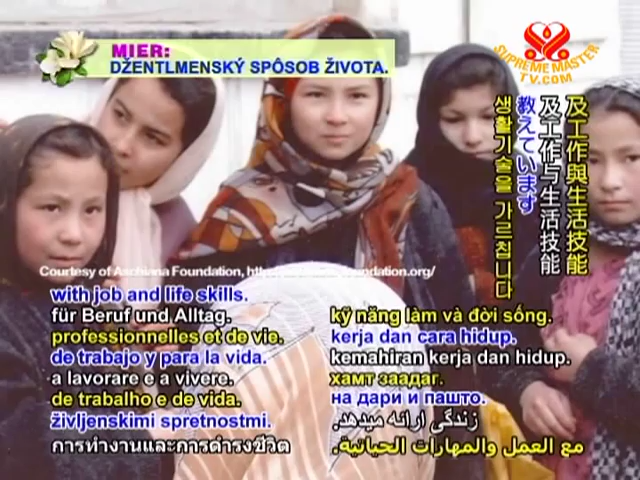 MIER:
DŽENTLMENSKÝ SPÔSOB ŽIVOTA.
SUPREME MASTER
TV.COM
及工作與生活技能
及工作与生活技能
教えています
생활기술을 가르칩니다
Courtesy of Aschiana Foundation,
with job and life skills.
für Beruf und Alltag.
professionnelles et de vie.
de trabajo y para la vida.
a lavorare e a vivere.
de trabalho e de vida.
življenskimi spretnostmi.
การทำงานและการดำรงชีวิต
kỹ năng làm và đời sống.
kerja dan cara hidup.
kemahiran kerja dan hidup.
хамт заадаг.
на дари и пашто.
زندگی ارائه میدهد.
مع العمل والمهارات الحياتية.